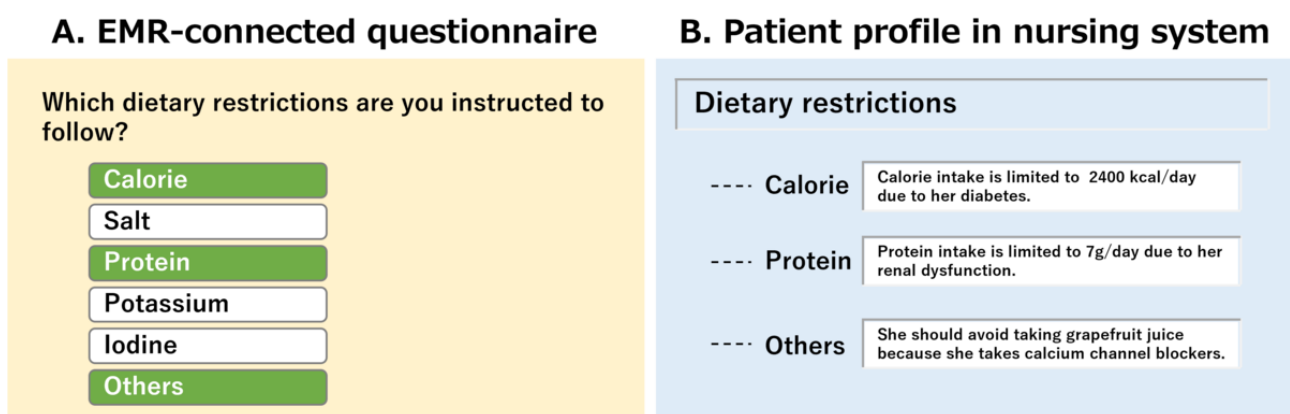 A. EMR-connected questionnaire
Which dietary restrictions are you instructed to
follow?
Calorie
Salt
Protein
Potassium
Iodine
Others
B. Patient profile in nursing system
Dietary restrictions
Calorie
Calorie intake is limited to 2400 kcal/day
due to her diabetes.
Protein
Protein intake is limited to 7g/day due to her
renal dysfunction.
Others
She should avoid taking grapefruit juice
because she takes calcium channel blockers.